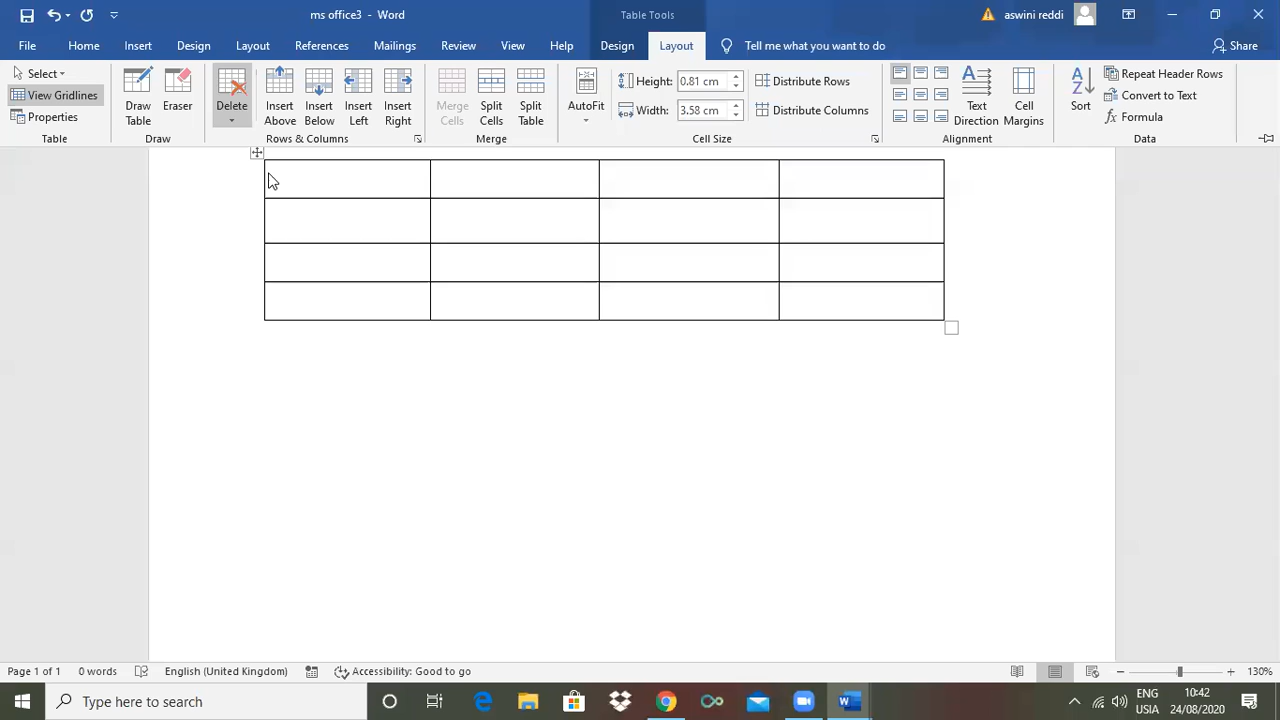 ms office3 - Word
Table Tools
aswini reddi
File
Home
Insert
Design
Layout
References
Mailings
Review
View
Help
Design
Layout
Tell me what you want to do
Share
Select
View Gridlines
Properties
Table
Draw
Table
Eraser
Draw
Delete
Insert
Above
Insert
Below
Insert
Left
Insert
Right
Rows & Columns
Merge
Cells
Split
Cells
Split
Table
Merge
AutoFit
Height: 0.81 cm
Width: 3.58 cm
Distribute Rows
Distribute Columns
Cell Size
Text
Direction
Cell
Margins
Alignment
A
Z
Sort
Repeat Header Rows
Convert to Text
fx Formula
Data
Page 1 of 1
0 words
English (United Kingdom)
Accessibility: Good to go
130%
Type here to search
ENG
USIA
10:42
24/08/2020